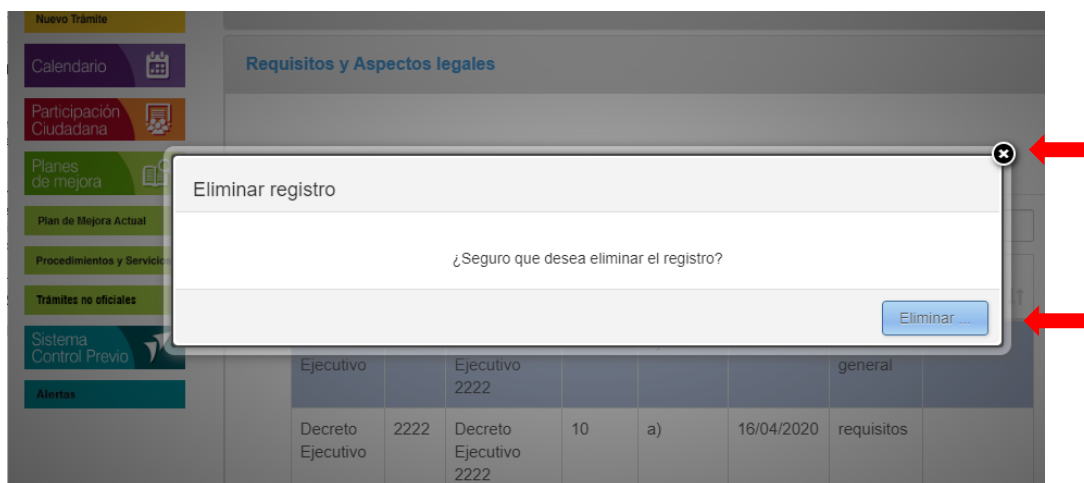 Nuevo Trámite
Calendario
Participación
Ciudadana
Planes
de mejora
Plan de Mejora Actual
Procedimientos y Servicios
Trámites no oficiales
Sistema
Control Previo
Alertas
Requisitos y Aspectos legales
Eliminar registro
¿Seguro que desea eliminar el registro?
Eliminar ...
Ejecutivo Ejecutivo general
2222
Decreto 2222 Decreto 10 a) 16/04/2020 requisitos
Ejecutivo Ejecutivo
2222